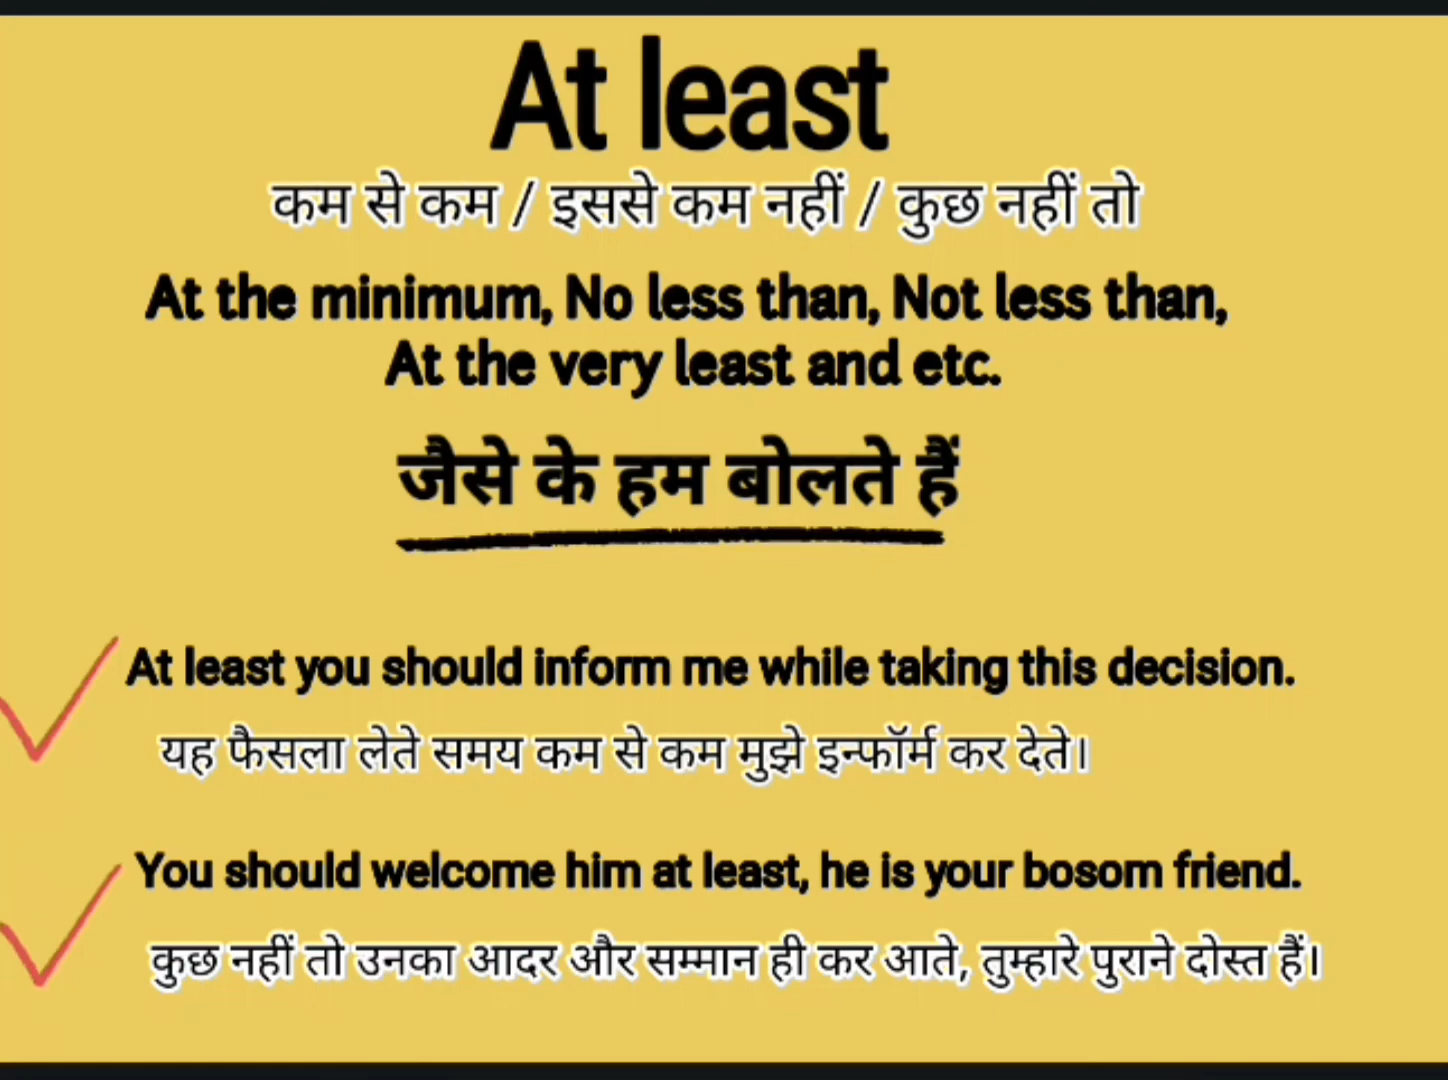 At least
कम से कम / इससे कम नहीं / कुछ नहीं तो
At the minimum, No less than, Not less than,
At the very least and etc.
जैसे के हम बोलते हैं
At least you should inform me while taking this decision.
यह फैसला लेते समय कम से कम मुझे इन्फॉर्म कर देते।
You should welcome him at least, he is your bosom friend.
कुछ नहीं तो उनका आदर और सम्मान ही कर आते, तुम्हारे पुराने दोस्त हैं।